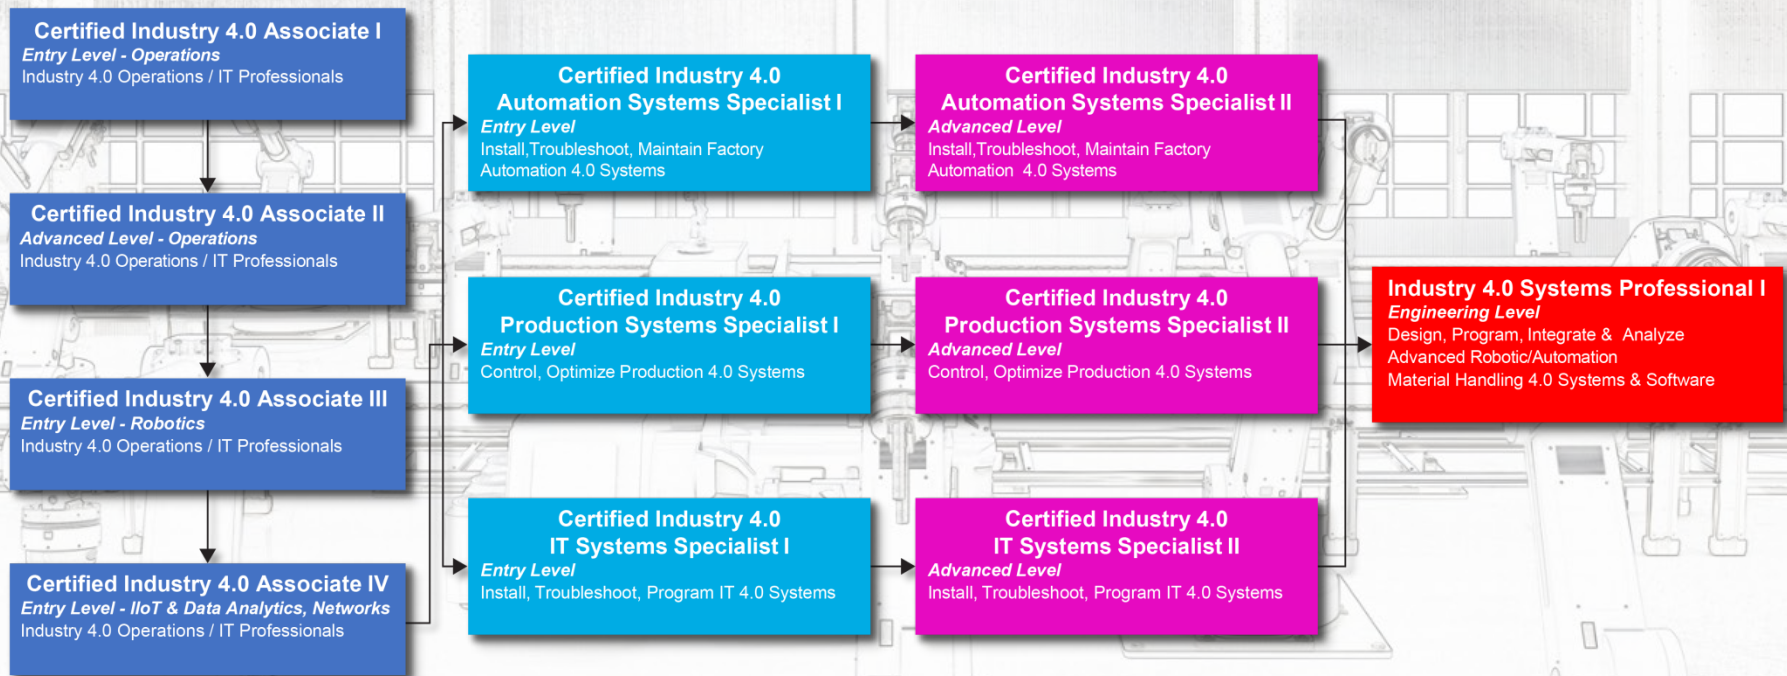 Certified Industry 4.0 Associate I
Entry Level - Operations
Industry 4.0 Operations / IT Professionals
Certified Industry 4.0 Associate II
Advanced Level - Operations
Industry 4.0 Operations / IT Professionals
Certified Industry 4.0 Associate III
Entry Level - Robotics
Industry 4.0 Operations / IT Professionals
Certified Industry 4.0 Associate IV
Entry Level - IIoT & Data Analytics, Networks
Industry 4.0 Operations / IT Professionals
Certified Industry 4.0
Automation Systems Specialist I
Entry Level
Install,Troubleshoot, Maintain Factory
Automation 4.0 Systems
Certified Industry 4.0
Production Systems Specialist I
Entry Level
Control, Optimize Production 4.0 Systems
Certified Industry 4.0
IT Systems Specialist I
Entry Level
Install, Troubleshoot, Program IT 4.0 Systems
Certified Industry 4.0
Automation Systems Specialist II
Advanced Level
Install,Troubleshoot, Maintain Factory
Automation 4.0 Systems
Certified Industry 4.0
Production Systems Specialist II
Advanced Level
Control, Optimize Production 4.0 Systems
Certified Industry 4.0
IT Systems Specialist II
Advanced Level
Install, Troubleshoot, Program IT 4.0 Systems
Industry 4.0 Systems Professional I
Engineering Level
Design, Program, Integrate & Analyze
Advanced Robotic/Automation
Material Handling 4.0 Systems & Software